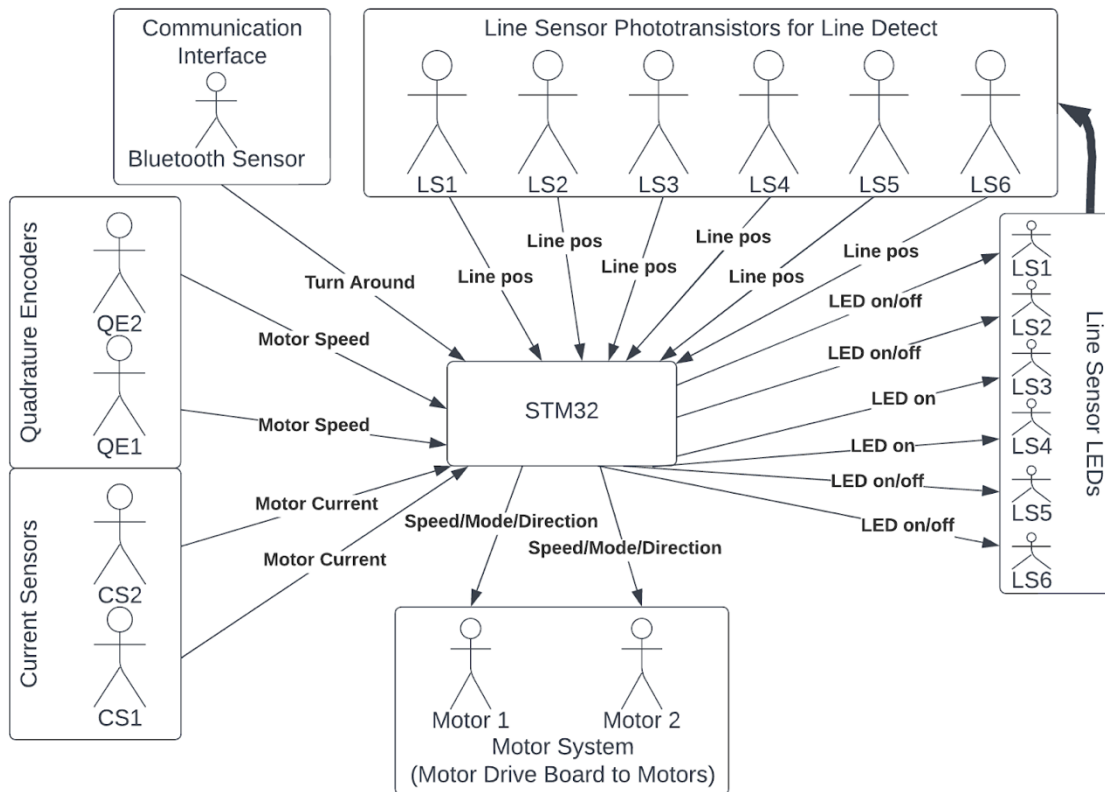 Communication
Interface
Bluetooth Sensor
Line Sensor Phototransistors for Line Detect
LS1
LS2
LS3
LS4
LS5
LS6
Quadrature Encoders
QE2
QE1
Current Sensors
CS2
CS1
Turn Around
Motor Speed
Motor Speed
Motor Current
Motor Current
Line pos
Line pos
Line pos
Line pos
Line pos
Line pos
STM32
LED on/off
LED on/off
LED on
LED on
LED on/off
LED on/off
LS1
LS2
LS3
LS4
LS5
LS6
Line Sensor LEDs
Speed/Mode/Direction
Speed/Mode/Direction
Motor 1
Motor 2
Motor System
(Motor Drive Board to Motors)